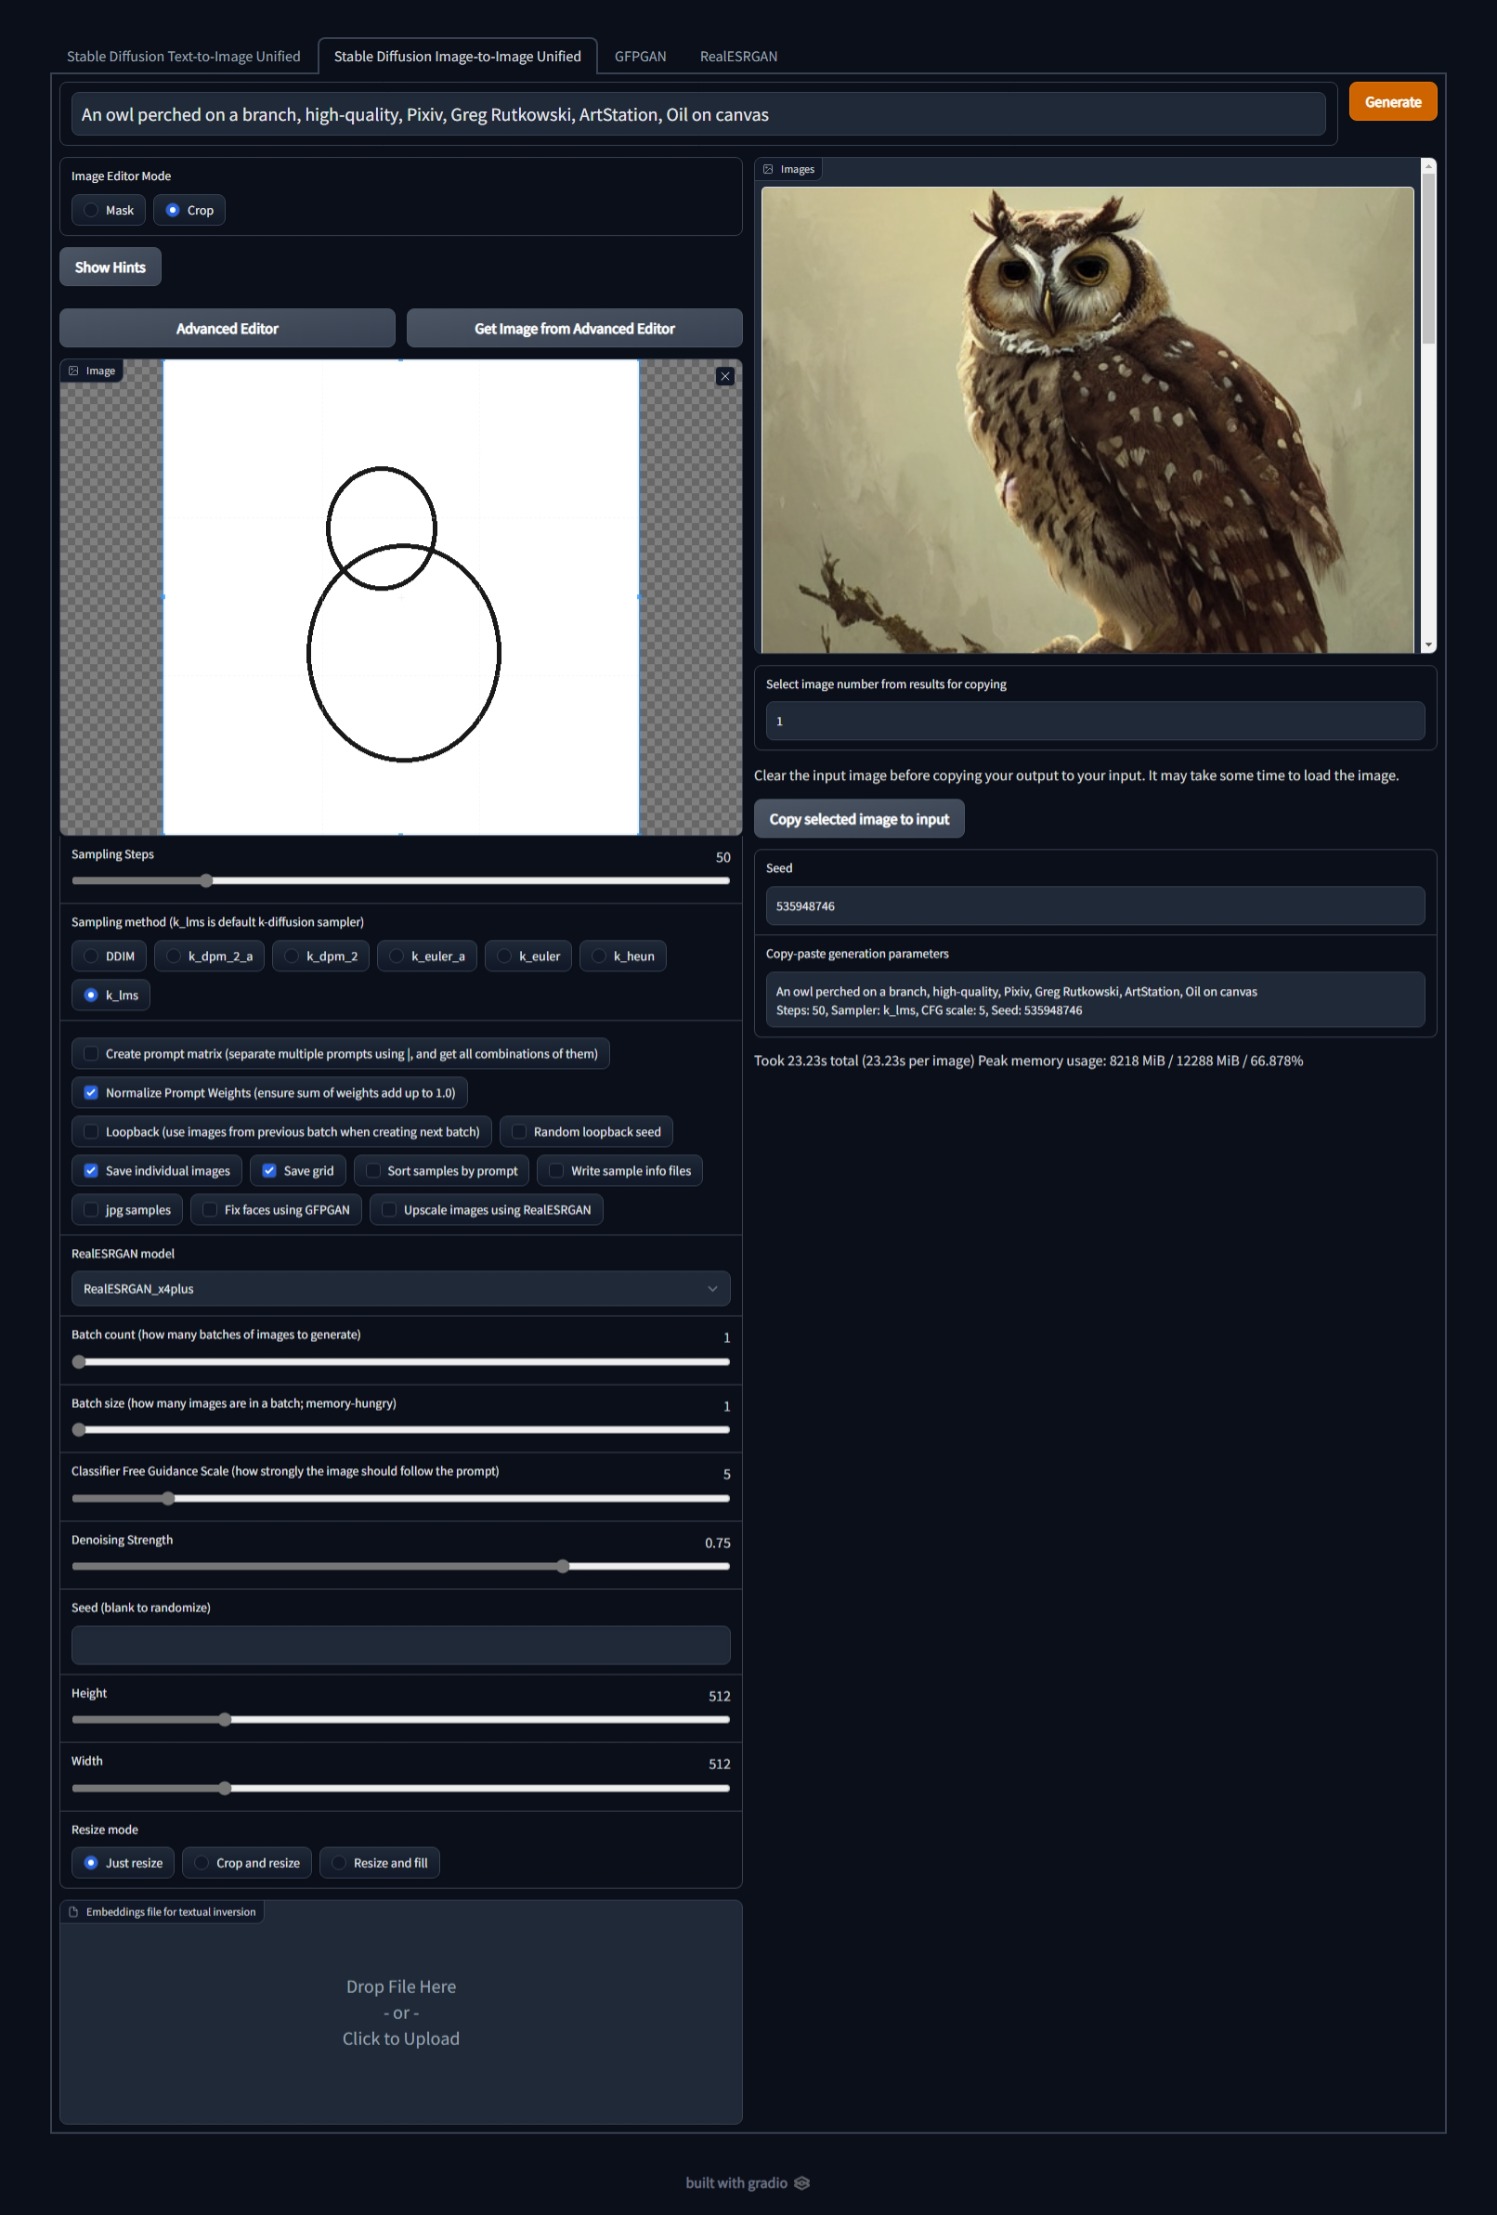 Stable Diffusion Text-to-Image Unified
Stable Diffusion Image-to-Image Unified
GFPGAN
RealESRGAN
An owl perched on a branch, high-quality, Pixiv, Greg Rutkowski, ArtStation, Oil on canvas
Generate
Image Editor Mode
Mask
Crop
Show Hints
Advanced Editor
Get Image from Advanced Editor
Image
Sampling Steps
50
Sampling method (k_lms is default k-diffusion sampler)
DDIM
k_dpm_2_a
k_dpm_2
k_euler_a
k_euler
k_heun
k_lms
Create prompt matrix (separate multiple prompts using |, and get all combinations of them)
Normalize Prompt Weights (ensure sum of weights add up to 1.0)
Loopback (use images from previous batch when creating next batch)
Random loopback seed
Save individual images
Save grid
Sort samples by prompt
Write sample info files
jpg samples
Fix faces using GFPGAN
Upscale images using RealESRGAN
RealESRGAN model
RealESRGAN_x4plus
Batch count (how many batches of images to generate)
1
Batch size (how many images are in a batch; memory-hungry)
1
Classifier Free Guidance Scale (how strongly the image should follow the prompt)
5
Denoising Strength
0.75
Seed (blank to randomize)
Height
512
Width
512
Resize mode
Just resize
Crop and resize
Resize and fill
Embeddings file for textual inversion
Drop File Here
- or -
Click to Upload
Images
Select image number from results for copying
1
Clear the input image before copying your output to your input. It may take some time to load the image.
Copy selected image to input
Seed
535948746
Copy-paste generation parameters
An owl perched on a branch, high-quality, Pixiv, Greg Rutkowski, ArtStation, Oil on canvas
Steps: 50, Sampler: k_lms, CFG scale: 5, Seed: 535948746
Took 23.23s total (23.23s per image) Peak memory usage: 8218 MiB / 12288 MiB / 66.878%
built with gradio